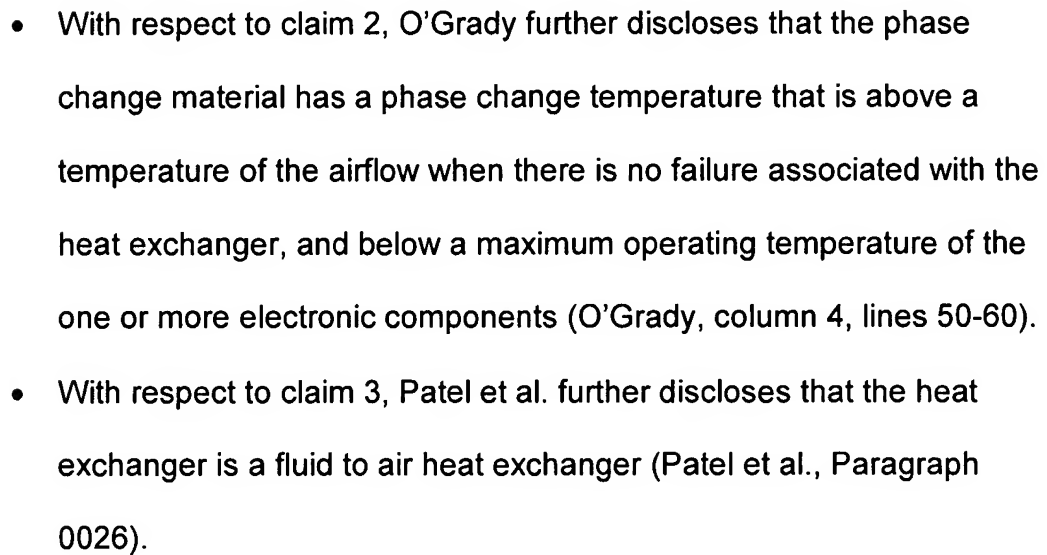 • With respect to claim 2, O'Grady further discloses that the phase
change material has a phase change temperature that is above a
temperature of the airflow when there is no failure associated with the
heat exchanger, and below a maximum operating temperature of the
one or more electronic components (O'Grady, column 4, lines 50-60).
• With respect to claim 3, Patel et al. further discloses that the heat
exchanger is a fluid to air heat exchanger (Patel et al., Paragraph
0026).